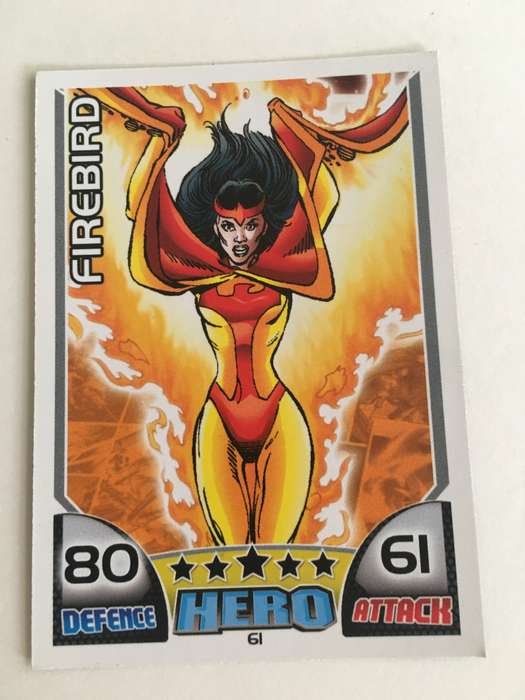 FIREBIRD
80
DEFENCE
HERO
61
61
ATTACK